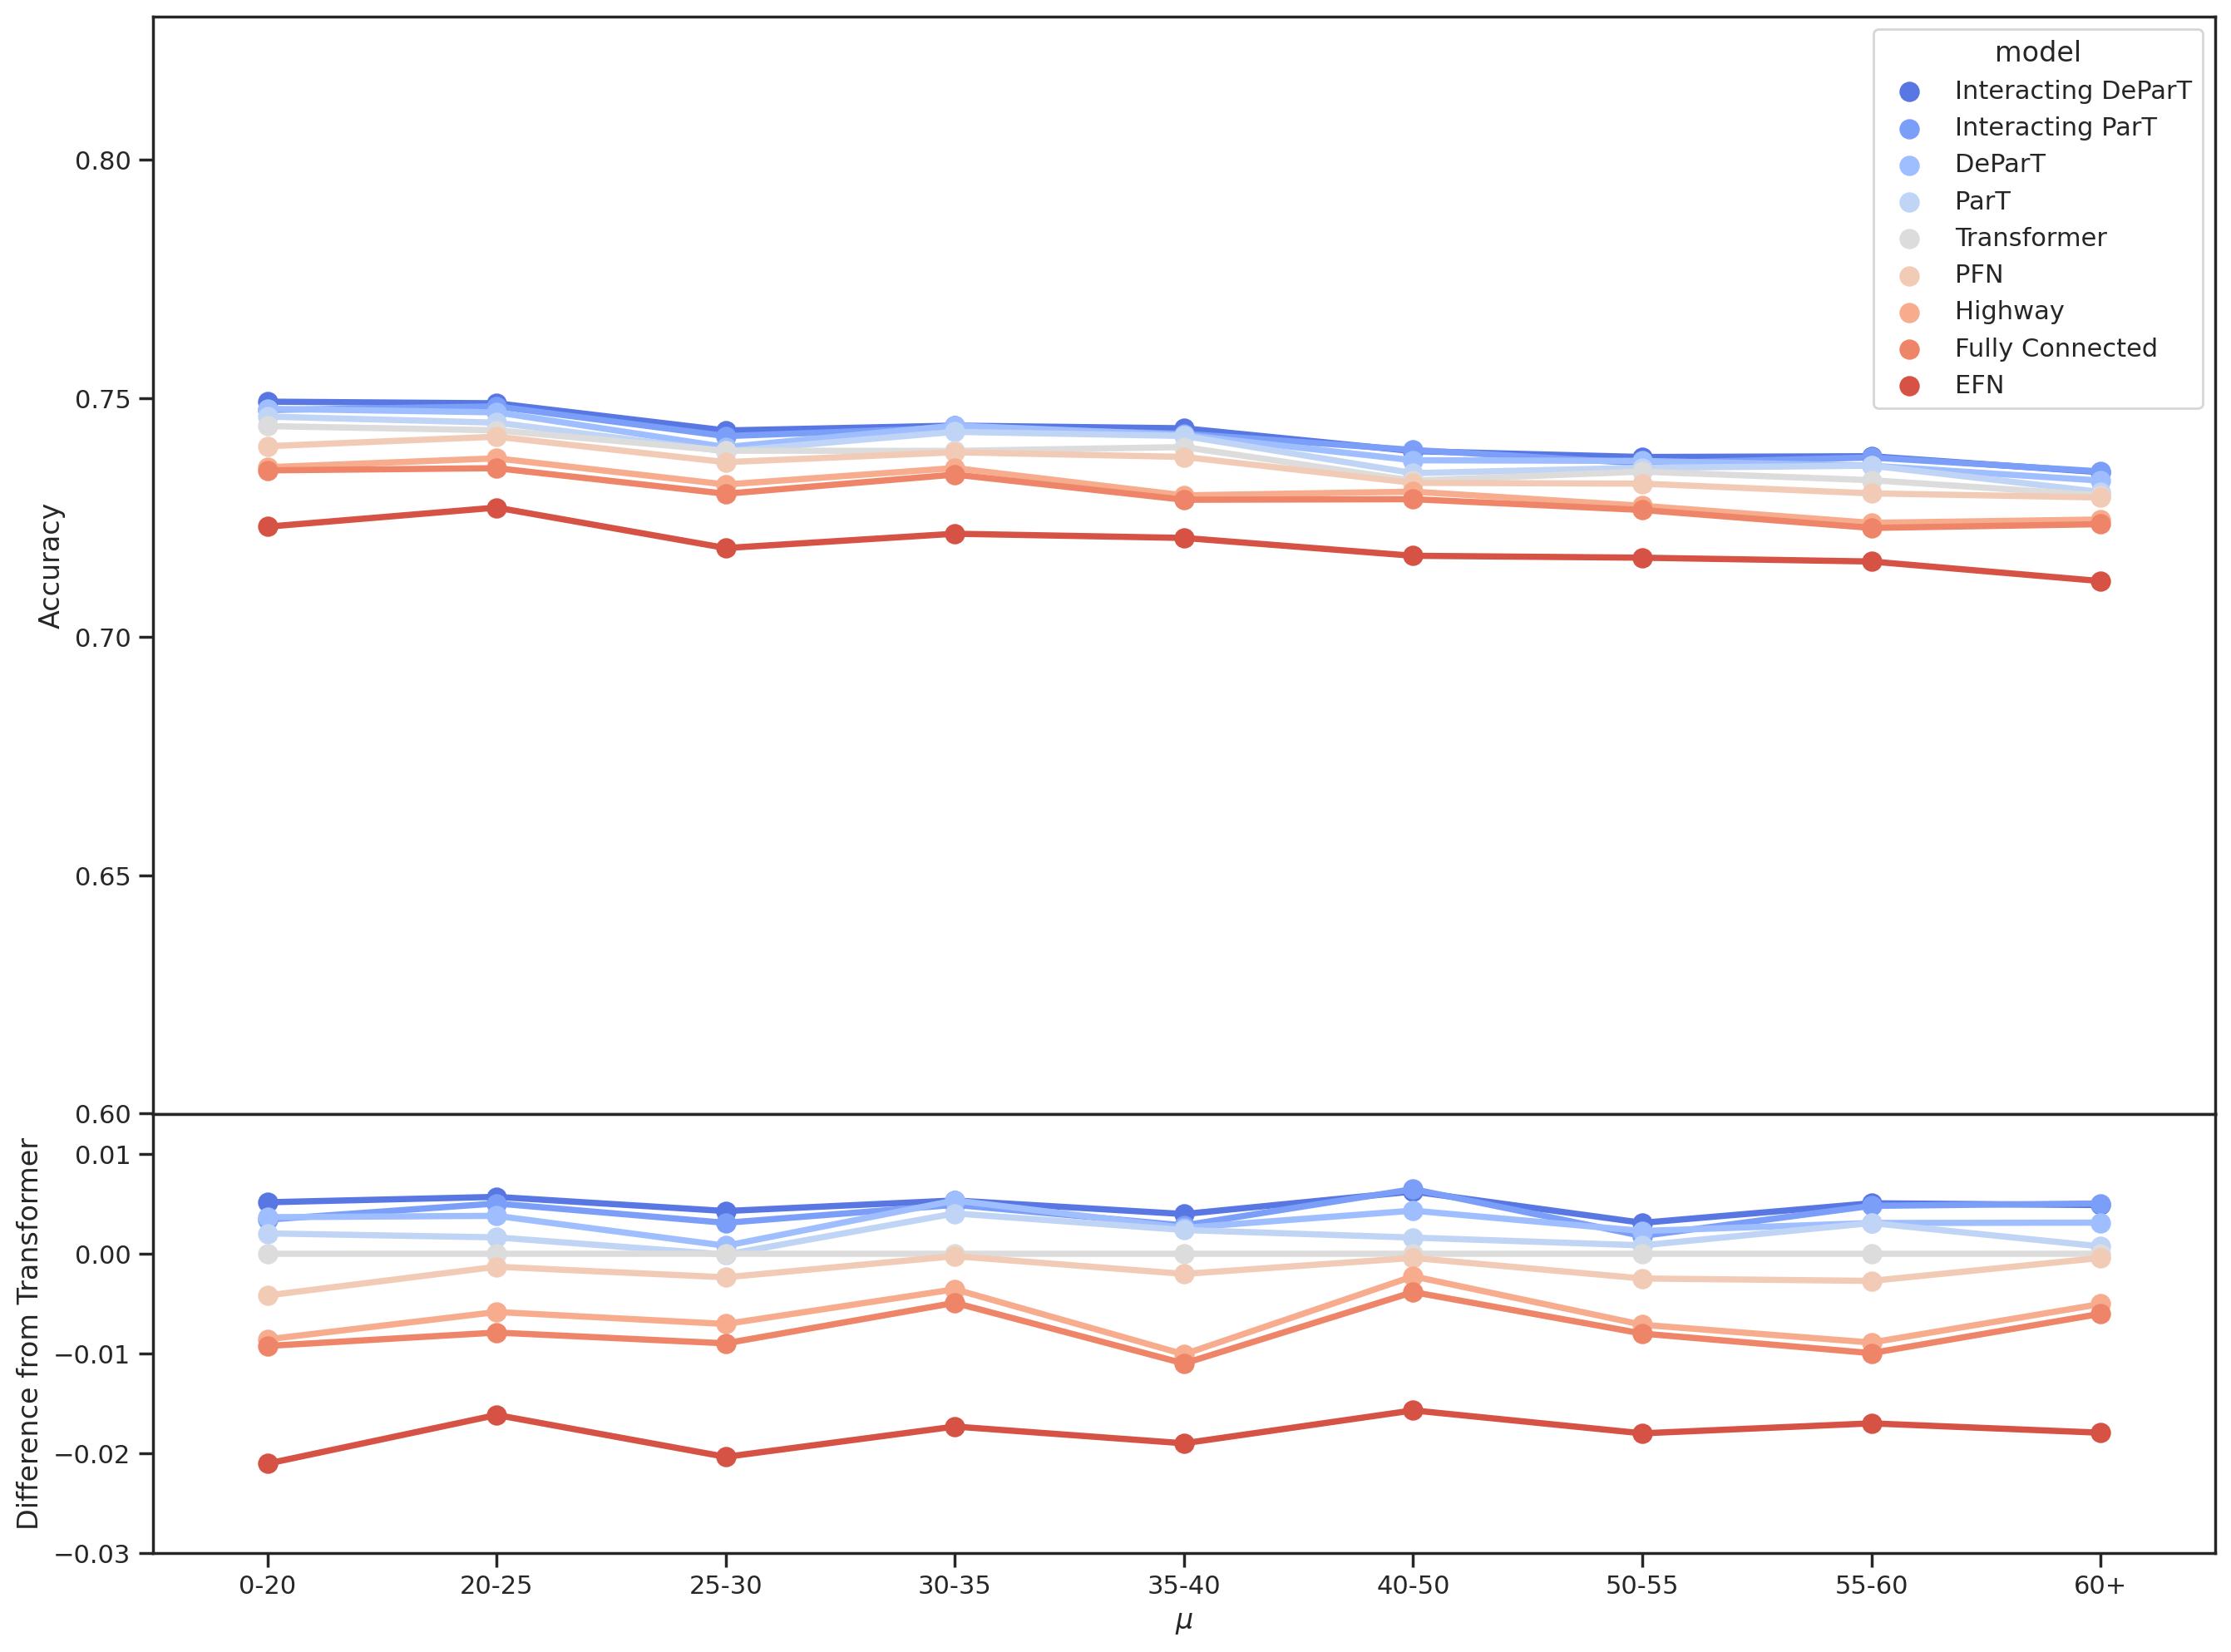 model
Interacting DeParT
Interacting ParT
DeParT
ParT
Transformer
PFN
Highway
Fully Connected
EFN
Accuracy
0.80
0.75
0.70
0.65
0.60
Difference from Transformer
0.01
0.00
−0.01
−0.02
−0.03
0-20 20-25 25-30 30-35 35-40 40-50 50-55 55-60 60+
μ